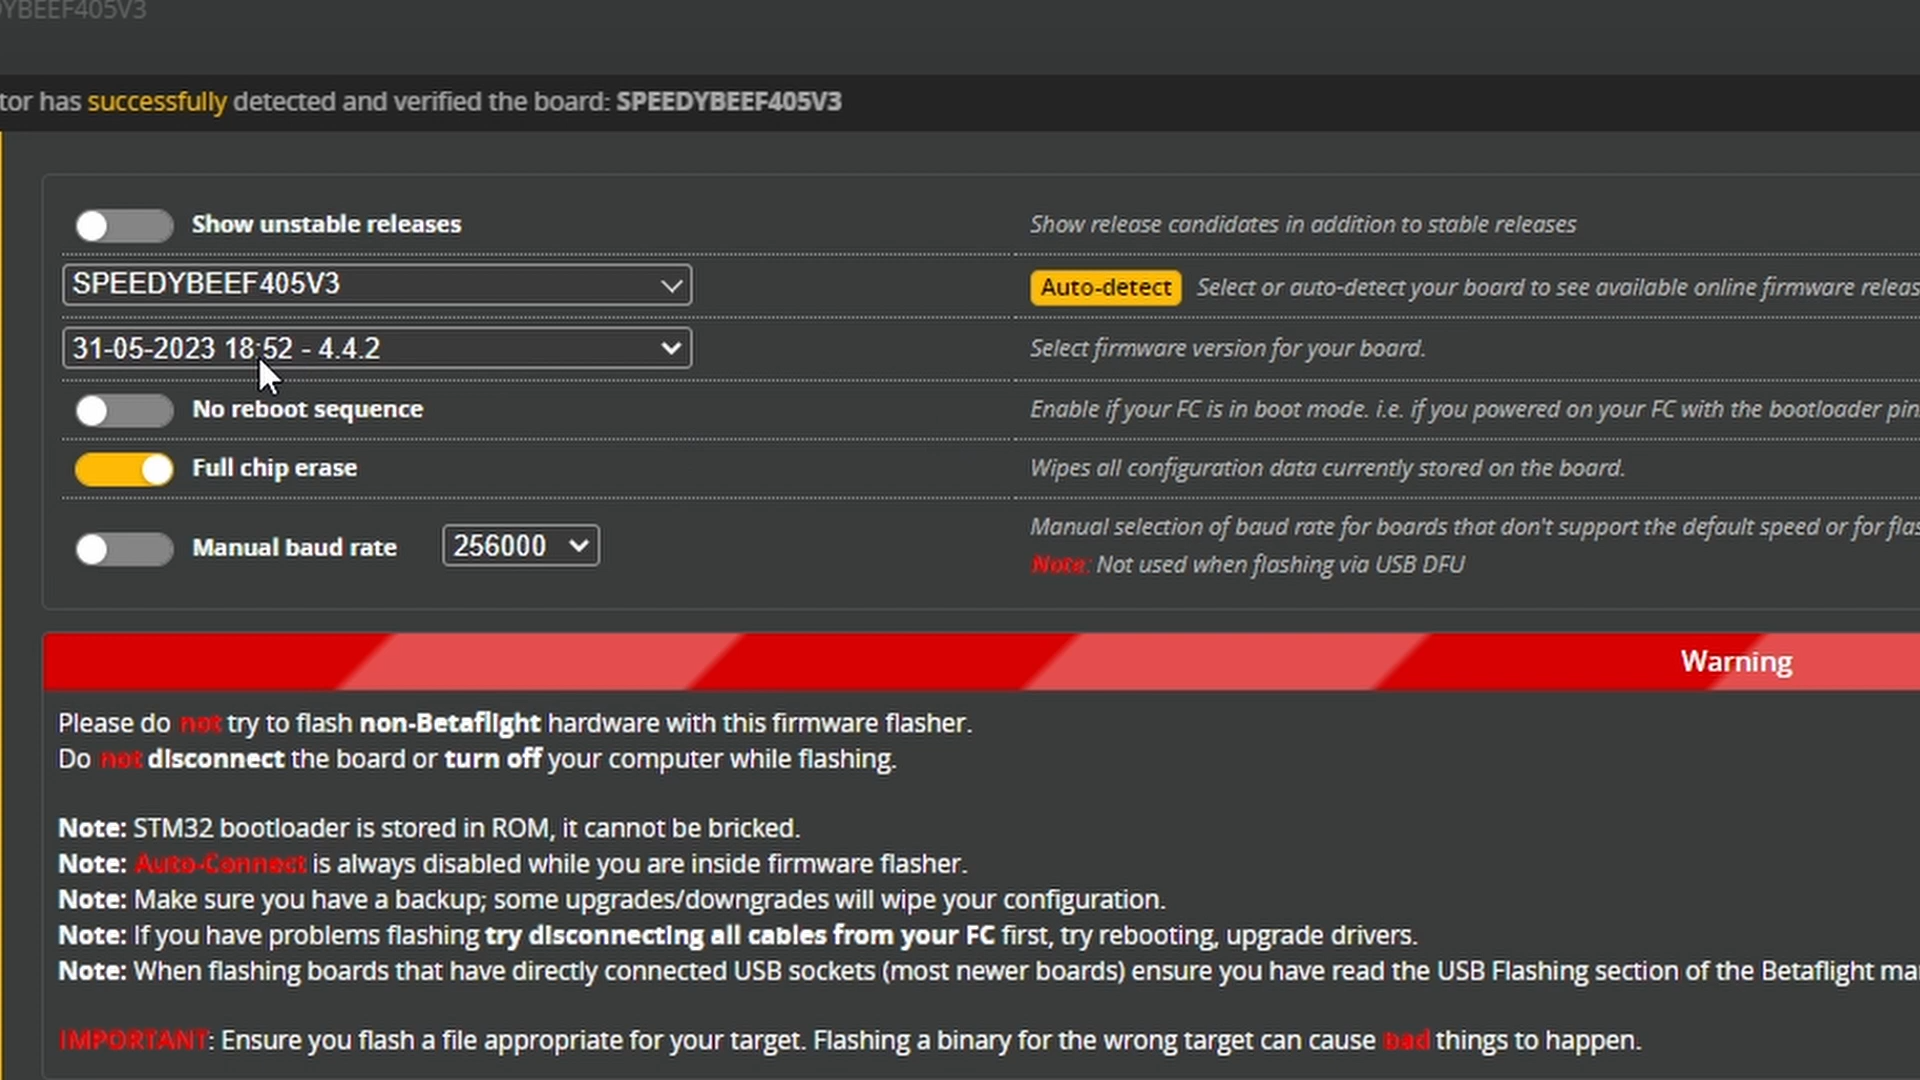 YBEEF405V3
tor has successfully detected and verified the board: SPEEDYBEEF405V3
Show unstable releases
Show release candidates in addition to stable releases
SPEEDYBEEF405V3
Auto-detect
Select or auto-detect your board to see available online firmware releas
31-05-2023 18:52 - 4.4.2
Select firmware version for your board.
No reboot sequence
Enable if your FC is in boot mode. i.e. if you powered on your FC with the bootloader pin
Full chip erase
Wipes all configuration data currently stored on the board.
Manual baud rate
256000
Manual selection of baud rate for boards that don't support the default speed or for flas
Note: Not used when flashing via USB DFU
Warning
Please do not try to flash non-Betaflight hardware with this firmware flasher.
Do not disconnect the board or turn off your computer while flashing.
Note: STM32 bootloader is stored in ROM, it cannot be bricked.
Note: Auto-Connect is always disabled while you are inside firmware flasher.
Note: Make sure you have a backup; some upgrades/downgrades will wipe your configuration.
Note: If you have problems flashing try disconnecting all cables from your FC first, try rebooting, upgrade drivers.
Note: When flashing boards that have directly connected USB sockets (most newer boards) ensure you have read the USB Flashing section of the Betaflight ma
IMPORTANT: Ensure you flash a file appropriate for your target. Flashing a binary for the wrong target can cause bad things to happen.